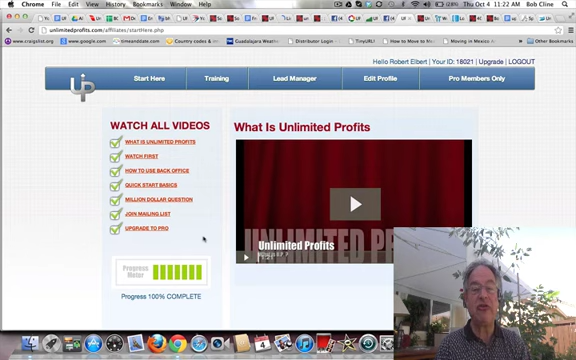 Chrome File Edit View History Bookmarks Window Help
Thu Oct 4 11:22 AM Bob Cline
unlimitedprofits.com/affiliates/startHere.php
www.craigslist.org www.google.com timeanddate.com Country codes & Guadalajara Weath Distributor Login TinyURL! How to Move to M Moving in Mexico Other Bookmarks
Hello Robert Elbert | Your ID: 18021 | Upgrade | LOGOUT
UP
Start Here Training Lead Manager Edit Profile Pro Members Only
WATCH ALL VIDEOS
WHAT IS UNLIMITED PROFITS
WATCH FIRST
HOW TO USE BACK OFFICE
QUICK START BASICS
MILLION DOLLAR QUESTION
JOIN MAILING LIST
UPGRADE TO PRO
Progress
Meter
Progress 100% COMPLETE
What Is Unlimited Profits
UNLIMITED PR
Unlimited Profits